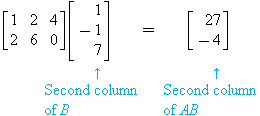 [1 2 4; 2 6 0] [1; −1; 7] = [27; −4]
↑ ↑
Second column Second column
of B of AB